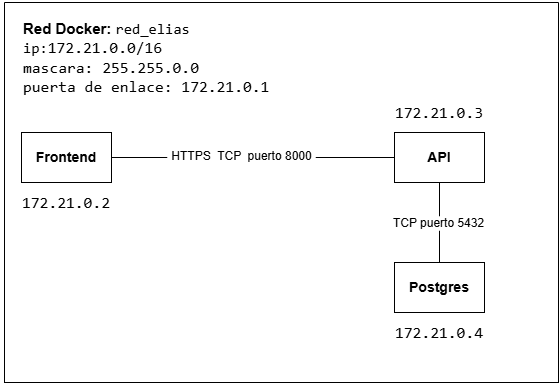 Red Docker: red_elias
ip:172.21.0.0/16
mascara: 255.255.0.0
puerta de enlace: 172.21.0.1
172.21.0.3
Frontend
HTTPS TCP puerto 8000
API
172.21.0.2
TCP puerto 5432
Postgres
172.21.0.4